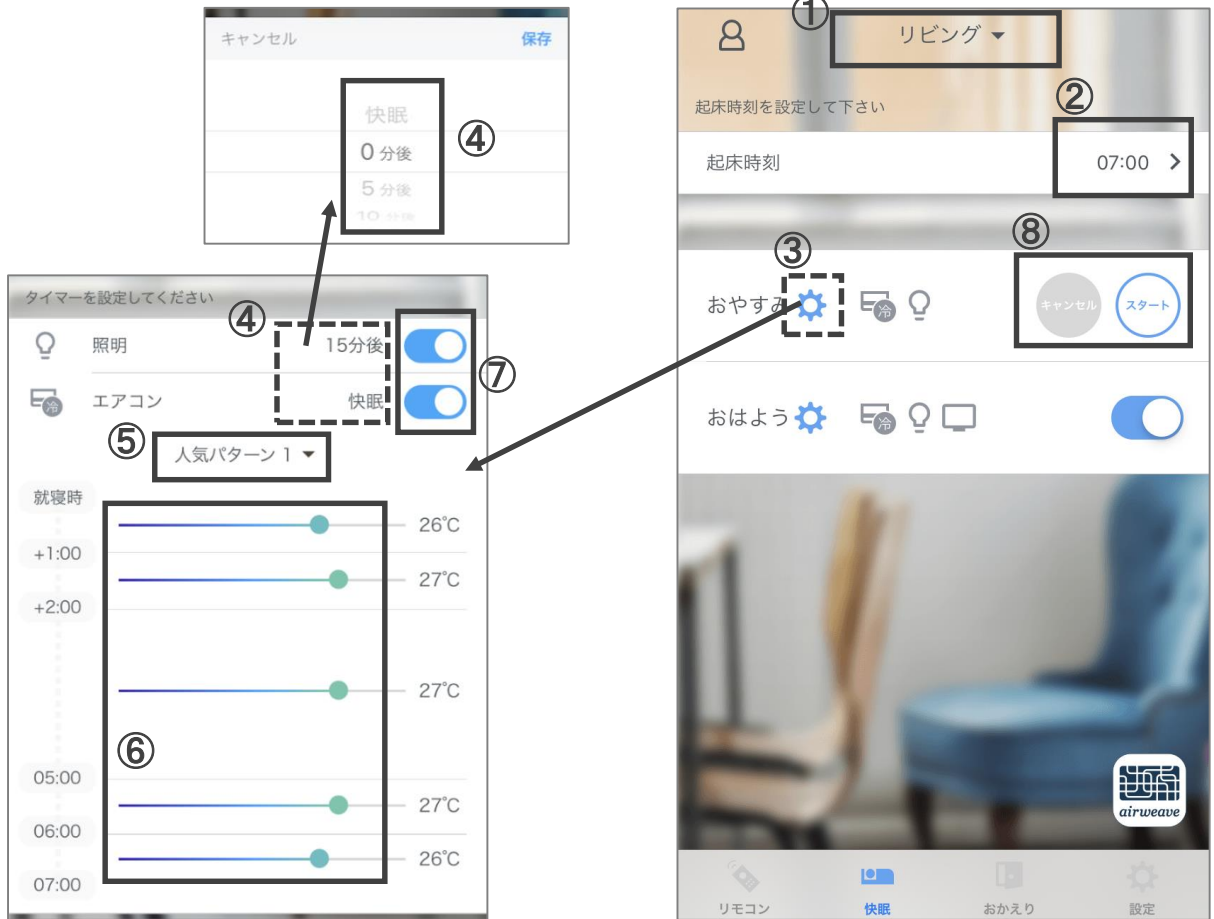 キャンセル 保存
快眠
0 分後
5 分後
10 分後
④
タイマーを設定してください
④
照明 15分後
エアコン 快眠
冷
⑦
⑤
人気パターン 1
就寝時
26℃
+1:00
27℃
+2:00
27℃
⑥
05:00
27℃
06:00
26℃
07:00
①
リビング
起床時刻を設定して下さい
②
起床時刻 07:00
③
⑧
おやすみ 冷 キャンセル スタート
おはよう 冷
airweave
リモコン 快眠 おかえり 設定